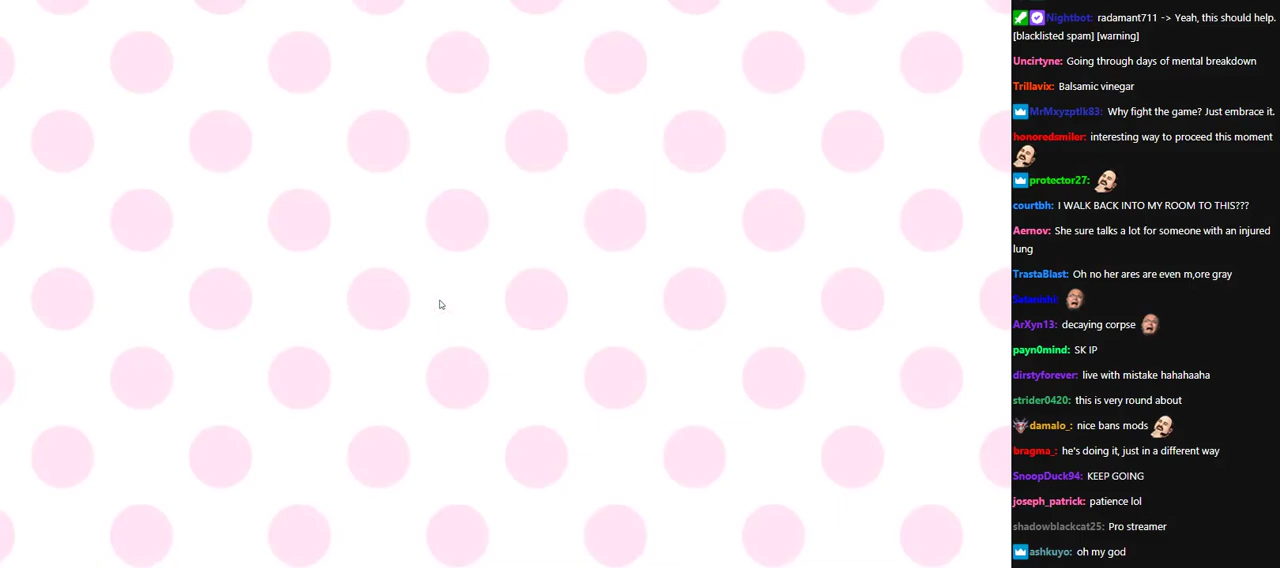 Nightbot: radamant711 -> Yeah, this should help.
[blacklisted spam] [warning]
Uncirtyne: Going through days of mental breakdown
Trillavix: Balsamic vinegar
MrMxyzptlk83: Why fight the game? Just embrace it.
honoredsmiler: interesting way to proceed this moment
protector27:
courtbh: I WALK BACK INTO MY ROOM TO THIS???
Aernov: She sure talks a lot for someone with an injured
lung
TrastaBlast: Oh no her ares are even m,ore gray
Satanishi:
ArXyn13: decaying corpse
payn0mind: SK IP
dirstyforever: live with mistake hahahaaha
strider0420: this is very round about
damalo_: nice bans mods
bragma_: he's doing it, just in a different way
SnoopDuck94: KEEP GOING
joseph_patrick: patience lol
shadowblackcat25: Pro streamer
ashkuyo: oh my god